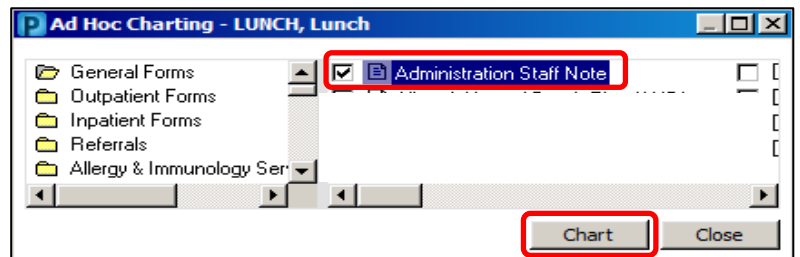 Ad Hoc Charting - LUNCH, Lunch
General Forms
Outpatient Forms
Inpatient Forms
Referrals
Allergy & Immunology Ser
Administration Staff Note
Chart
Close